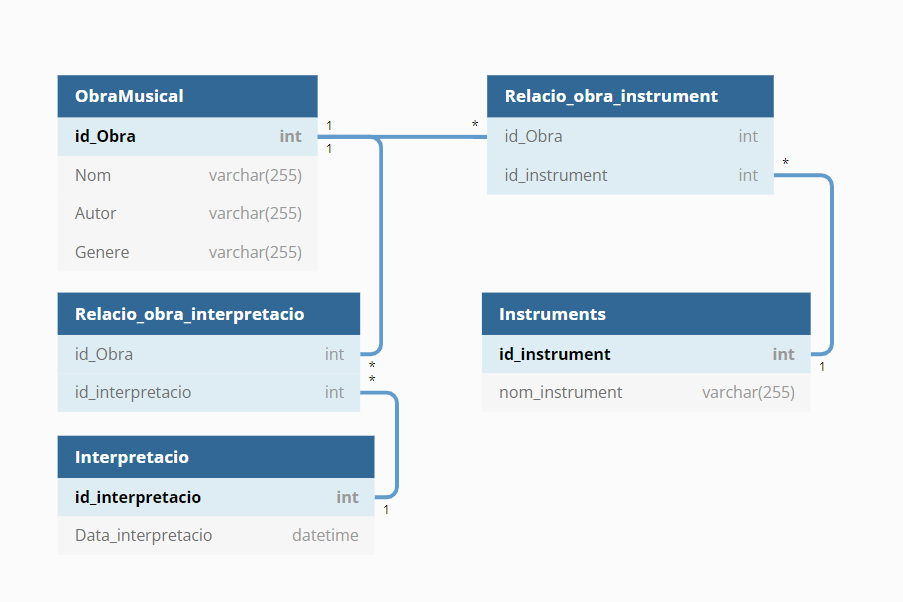 ObraMusical
id_Obra int
Nom varchar(255)
Autor varchar(255)
Genere varchar(255)
1
1
*
Relacio_obra_instrument
id_Obra int
id_instrument int
*
Relacio_obra_interpretacio
id_Obra int
id_interpretacio int
*
*
Instruments
id_instrument int
nom_instrument varchar(255)
1
Interpretacio
id_interpretacio int
Data_interpretacio datetime
1